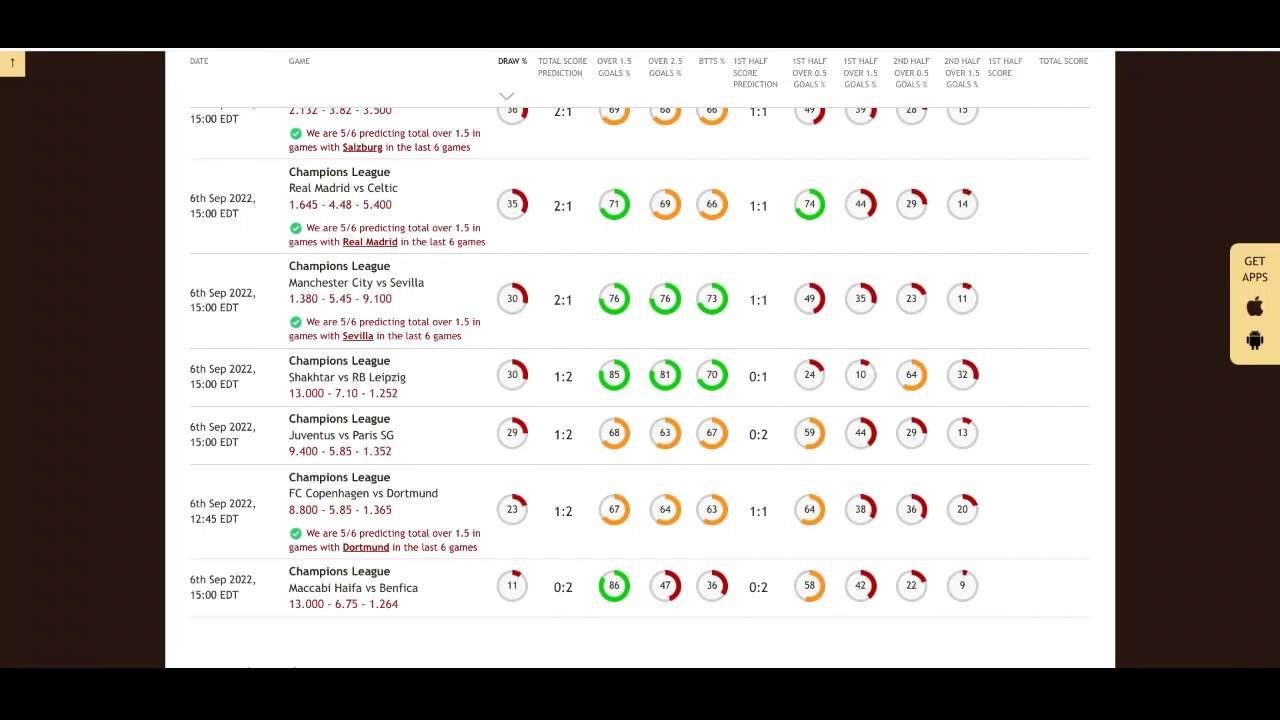 ↑
DATE GAME DRAW % TOTAL SCORE PREDICTION OVER 1.5 GOALS % OVER 2.5 GOALS % BTTS % 1ST HALF SCORE PREDICTION 1ST HALF OVER 0.5 GOALS % 1ST HALF OVER 1.5 GOALS % 2ND HALF OVER 0.5 GOALS % 2ND HALF OVER 1.5 GOALS % 1ST HALF SCORE TOTAL SCORE
2.132 - 3.82 - 3.500
15:00 EDT 36 2:1 69 68 66 1:1 49 39 28 15
We are 5/6 predicting total over 1.5 in
games with Salzburg in the last 6 games
Champions League
Real Madrid vs Celtic
6th Sep 2022,
15:00 EDT
1.645 - 4.48 - 5.400
35 2:1 71 69 66 1:1 74 44 29 14
We are 5/6 predicting total over 1.5 in
games with Real Madrid in the last 6 games
Champions League
Manchester City vs Sevilla
6th Sep 2022,
15:00 EDT
1.380 - 5.45 - 9.100
30 2:1 76 76 73 1:1 49 35 23 11
We are 5/6 predicting total over 1.5 in
games with Sevilla in the last 6 games
Champions League
Shakhtar vs RB Leipzig
6th Sep 2022,
15:00 EDT
13.000 - 7.10 - 1.252
30 1:2 85 81 70 0:1 24 10 64 32
Champions League
Juventus vs Paris SG
6th Sep 2022,
15:00 EDT
9.400 - 5.85 - 1.352
29 1:2 68 63 67 0:2 59 44 29 13
Champions League
FC Copenhagen vs Dortmund
6th Sep 2022,
12:45 EDT
8.800 - 5.85 - 1.365
23 1:2 67 64 63 1:1 64 38 36 20
We are 5/6 predicting total over 1.5 in
games with Dortmund in the last 6 games
Champions League
Maccabi Haifa vs Benfica
6th Sep 2022,
15:00 EDT
13.000 - 6.75 - 1.264
11 0:2 86 47 36 0:2 58 42 22 9
GET
APPS